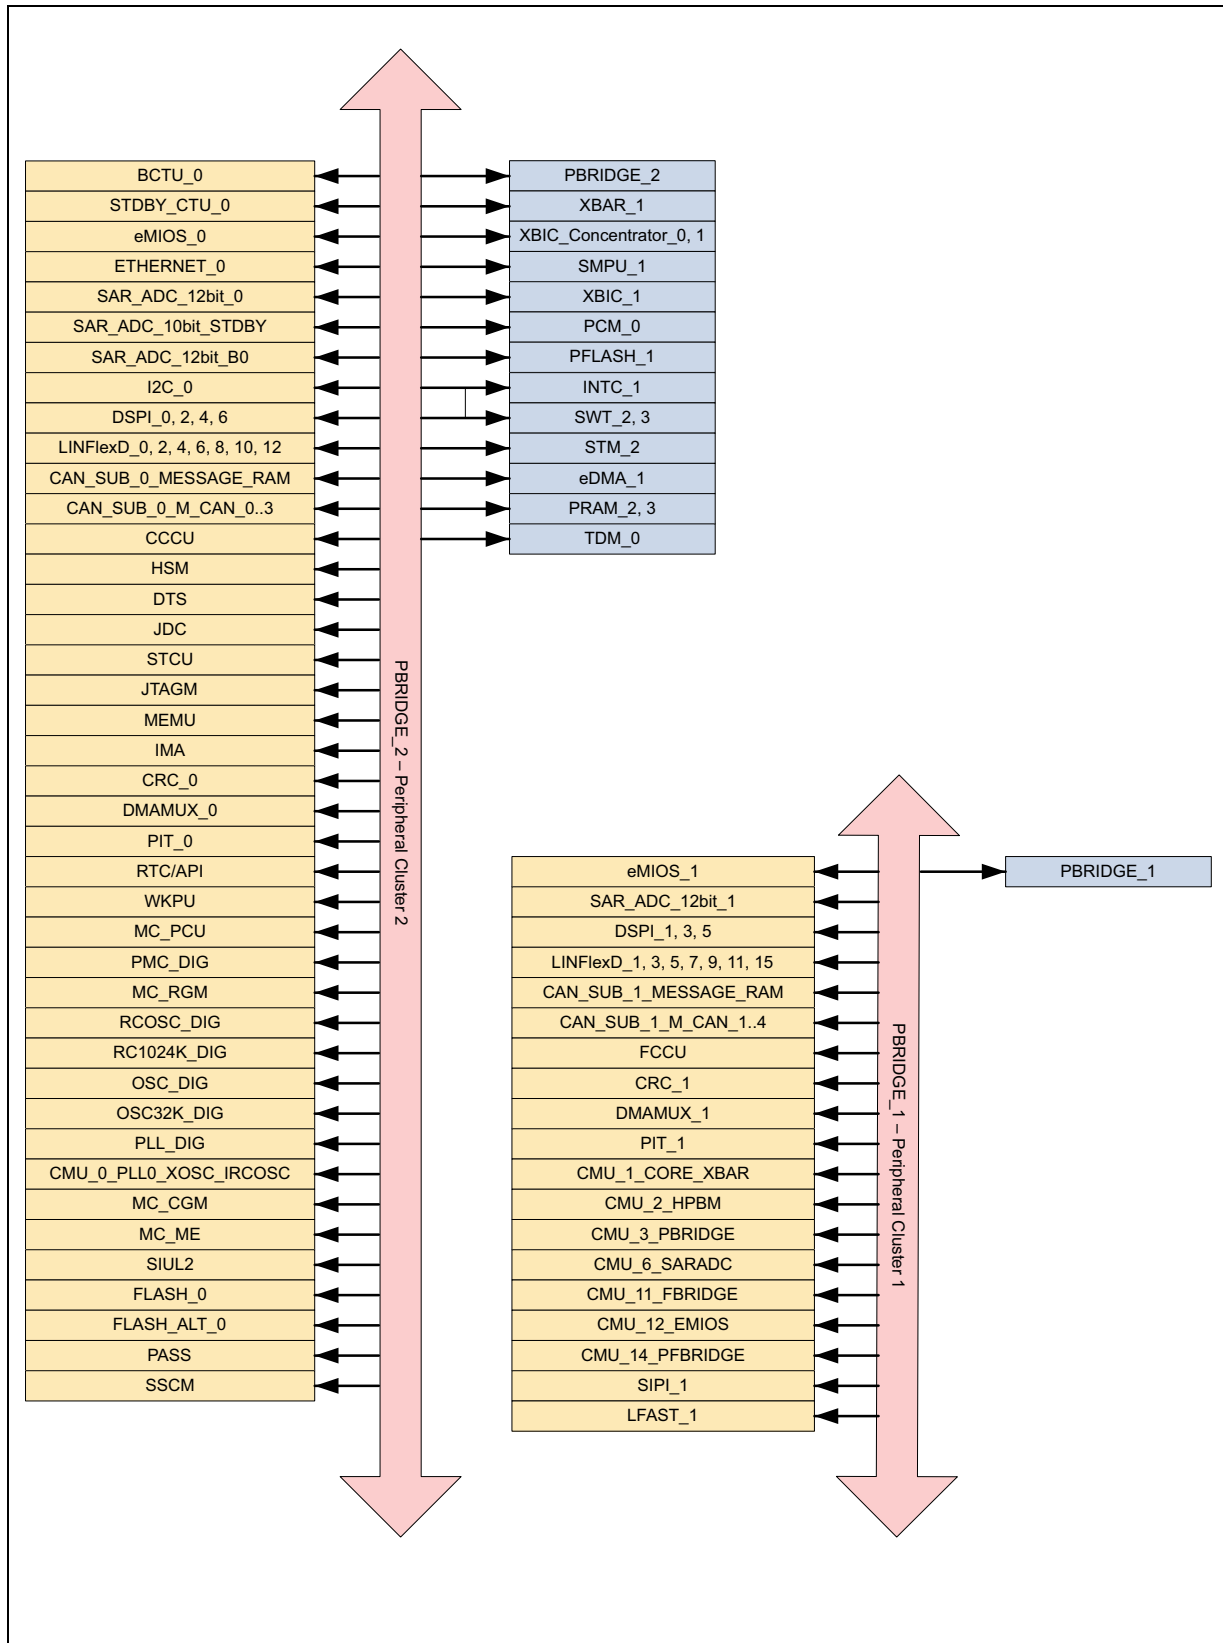 BCTU_0
STDBY_CTU_0
eMIOS_0
ETHERNET_0
SAR_ADC_12bit_0
SAR_ADC_10bit_STDBY
SAR_ADC_12bit_B0
I2C_0
DSPI_0, 2, 4, 6
LINFlexD_0, 2, 4, 6, 8, 10, 12
CAN_SUB_0_MESSAGE_RAM
CAN_SUB_0_M_CAN_0..3
CCCU
HSM
DTS
JDC
STCU
JTAGM
MEMU
IMA
CRC_0
DMAMUX_0
PIT_0
RTC/API
WKPU
MC_PCU
PMC_DIG
MC_RGM
RCOSC_DIG
RC1024K_DIG
OSC_DIG
OSC32K_DIG
PLL_DIG
CMU_0_PLL0_XOSC_IRCOSC
MC_CGM
MC_ME
SIUL2
FLASH_0
FLASH_ALT_0
PASS
SSCM
PBRIDGE_2 – Peripheral Cluster 2
PBRIDGE_2
XBAR_1
XBIC_Concentrator_0, 1
SMPU_1
XBIC_1
PCM_0
PFLASH_1
INTC_1
SWT_2, 3
STM_2
eDMA_1
PRAM_2, 3
TDM_0
eMIOS_1
SAR_ADC_12bit_1
DSPI_1, 3, 5
LINFlexD_1, 3, 5, 7, 9, 11, 15
CAN_SUB_1_MESSAGE_RAM
CAN_SUB_1_M_CAN_1..4
FCCU
CRC_1
DMAMUX_1
PIT_1
CMU_1_CORE_XBAR
CMU_2_HPBM
CMU_3_PBRIDGE
CMU_6_SARADC
CMU_11_FBRIDGE
CMU_12_EMIOS
CMU_14_PFBRIDGE
SIPI_1
LFAST_1
PBRIDGE_1 – Peripheral Cluster 1
PBRIDGE_1